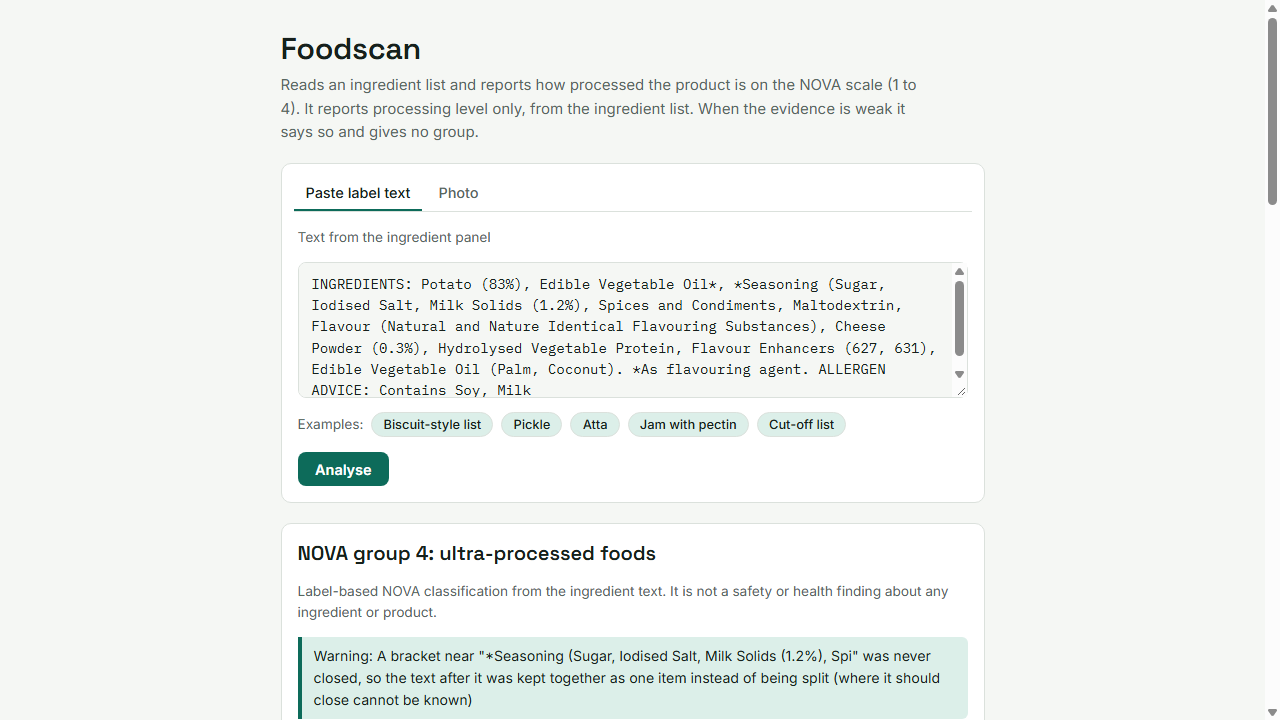 Foodscan
Reads an ingredient list and reports how processed the product is on the NOVA scale (1 to
4). It reports processing level only, from the ingredient list. When the evidence is weak it
says so and gives no group.
Paste label text
Photo
Text from the ingredient panel
INGREDIENTS: Potato (83%), Edible Vegetable Oil*, *Seasoning (Sugar,
Iodised Salt, Milk Solids (1.2%), Spices and Condiments, Maltodextrin,
Flavour (Natural and Nature Identical Flavouring Substances), Cheese
Powder (0.3%), Hydrolysed Vegetable Protein, Flavour Enhancers (627, 631),
Edible Vegetable Oil (Palm, Coconut). *As flavouring agent. ALLERGEN
ADVICE: Contains Soy, Milk
Examples: Biscuit-style list Pickle Atta Jam with pectin Cut-off list
Analyse
NOVA group 4: ultra-processed foods
Label-based NOVA classification from the ingredient text. It is not a safety or health finding about any
ingredient or product.
Warning: A bracket near "*Seasoning (Sugar, Iodised Salt, Milk Solids (1.2%), Spi" was never
closed, so the text after it was kept together as one item instead of being split (where it should
close cannot be known)